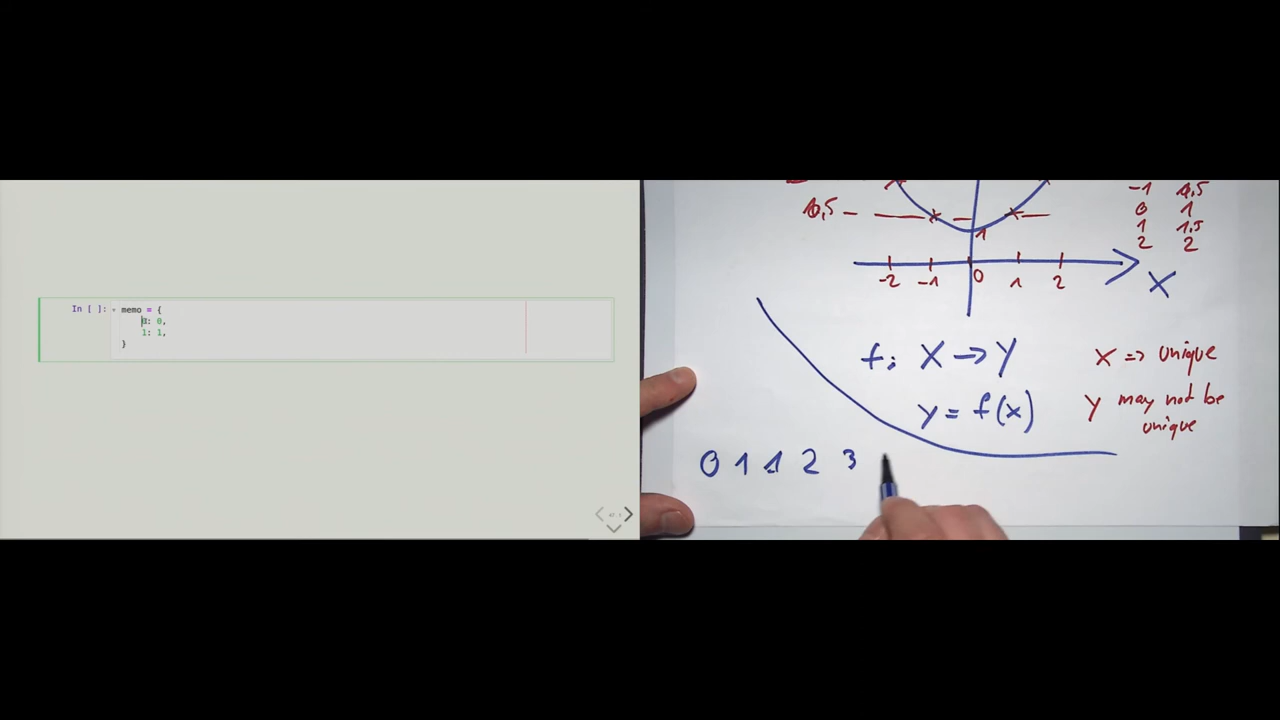 In [ ]: memo = {
0: 0,
1: 1,
}
-1
0,5
0,5
0 1
1 1,5
2 2
1
-2 -1 0 1 2
X
f: X → Y
X => unique
y = f(x)
Y may not be
unique
0 1 1 2 3